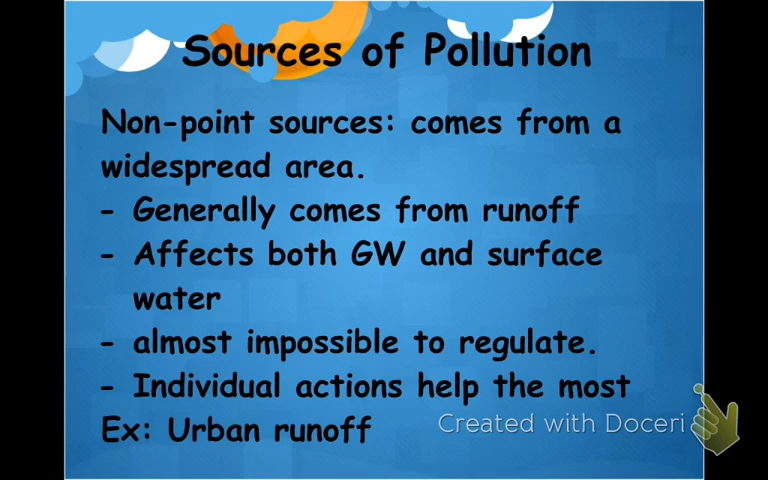 Sources of Pollution
Non-point sources: comes from a
widespread area.
- Generally comes from runoff
- Affects both GW and surface
water
- almost impossible to regulate.
- Individual actions help the most
Ex: Urban runoff
Created with Doceri